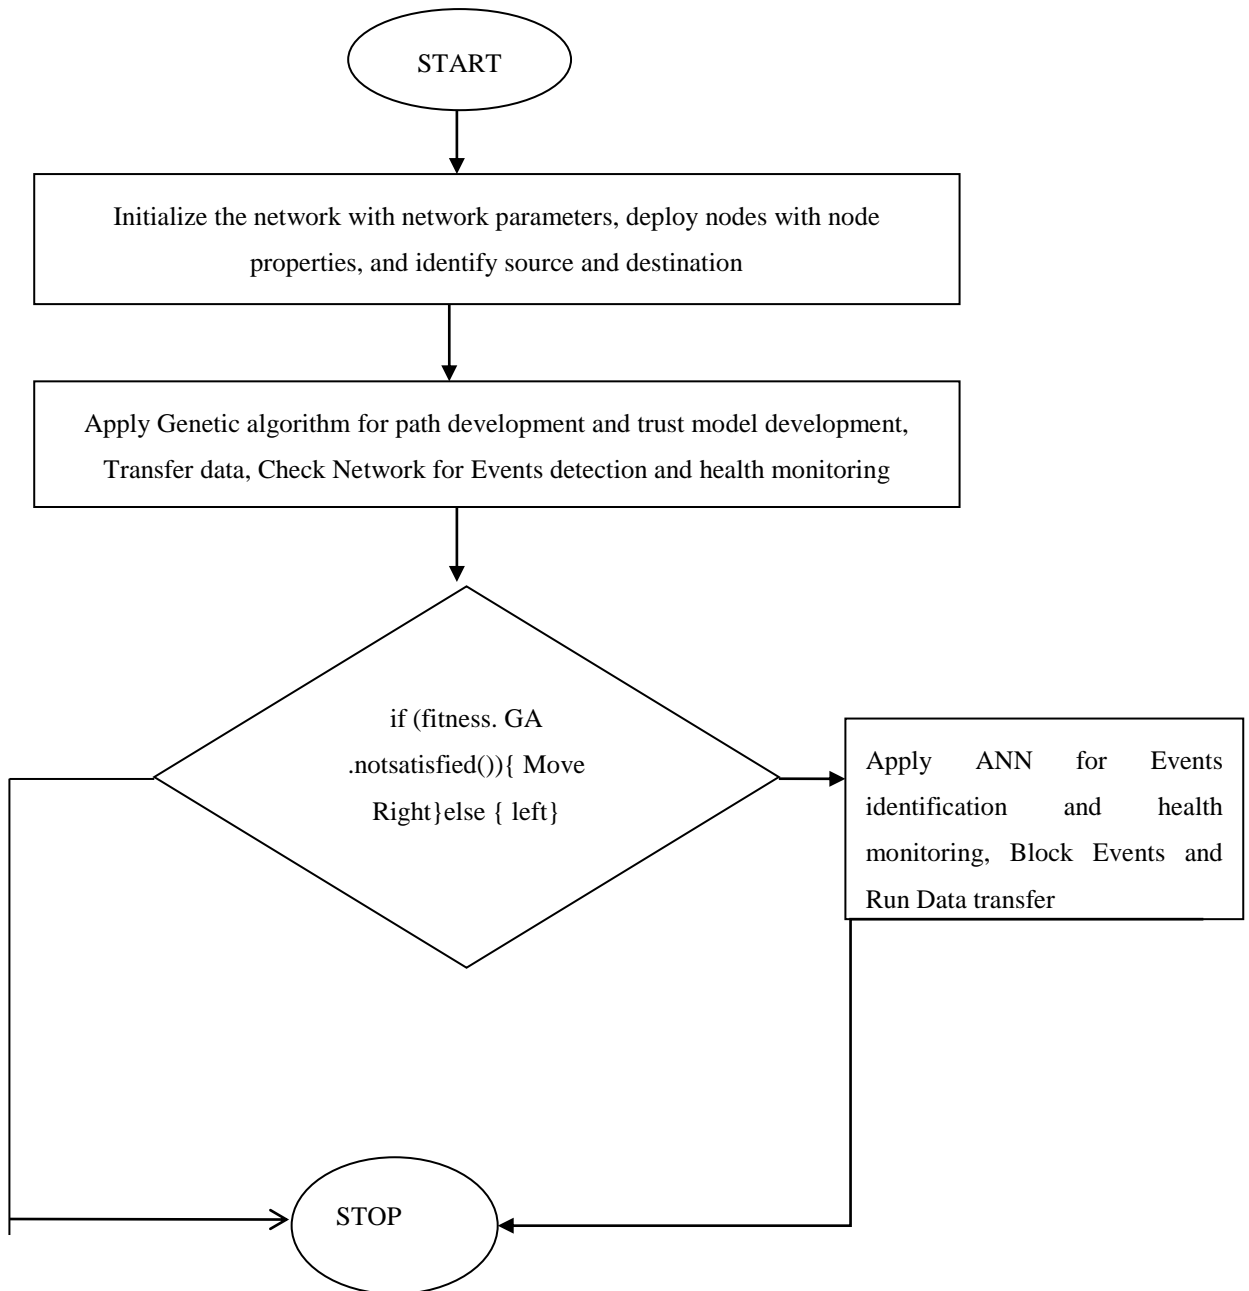 START
Initialize the network with network parameters, deploy nodes with node
properties, and identify source and destination
Apply Genetic algorithm for path development and trust model development,
Transfer data, Check Network for Events detection and health monitoring
if (fitness. GA
.notsatisfied()){ Move
Right}else { left}
Apply ANN for Events
identification and health
monitoring, Block Events and
Run Data transfer
STOP